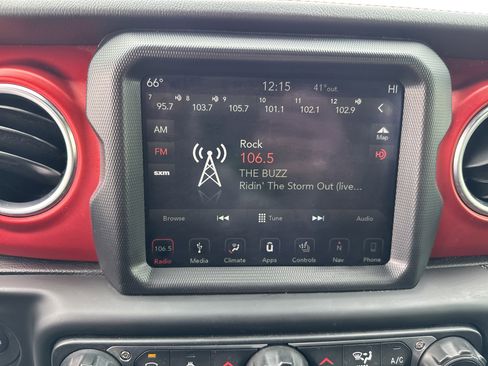 66° 12:15 41°out. HI
7 8 9 10 11 12
95.7 103.7 105.7 101.1 102.1 102.9
AM
FM
sxm
Map
Rock
106.5
THE BUZZ
Ridin' The Storm Out (live...
Browse Tune Audio
106.5 N
Radio Media Climate Apps Controls Nav Phone
A/C